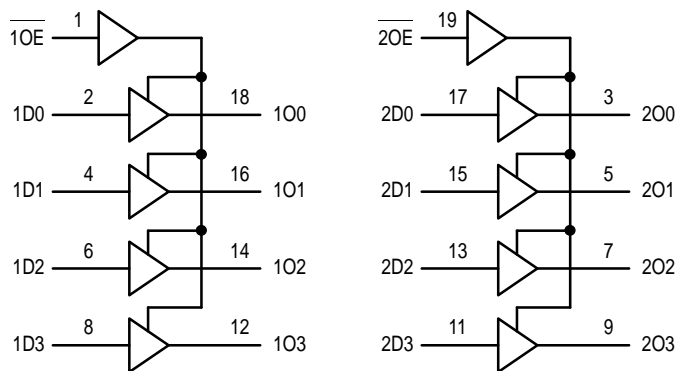 1OE 1 2OE 19
1D0 2 18 1O0 2D0 17 3 2O0
1D1 4 16 1O1 2D1 15 5 2O1
1D2 6 14 1O2 2D2 13 7 2O2
1D3 8 12 1O3 2D3 11 9 2O3